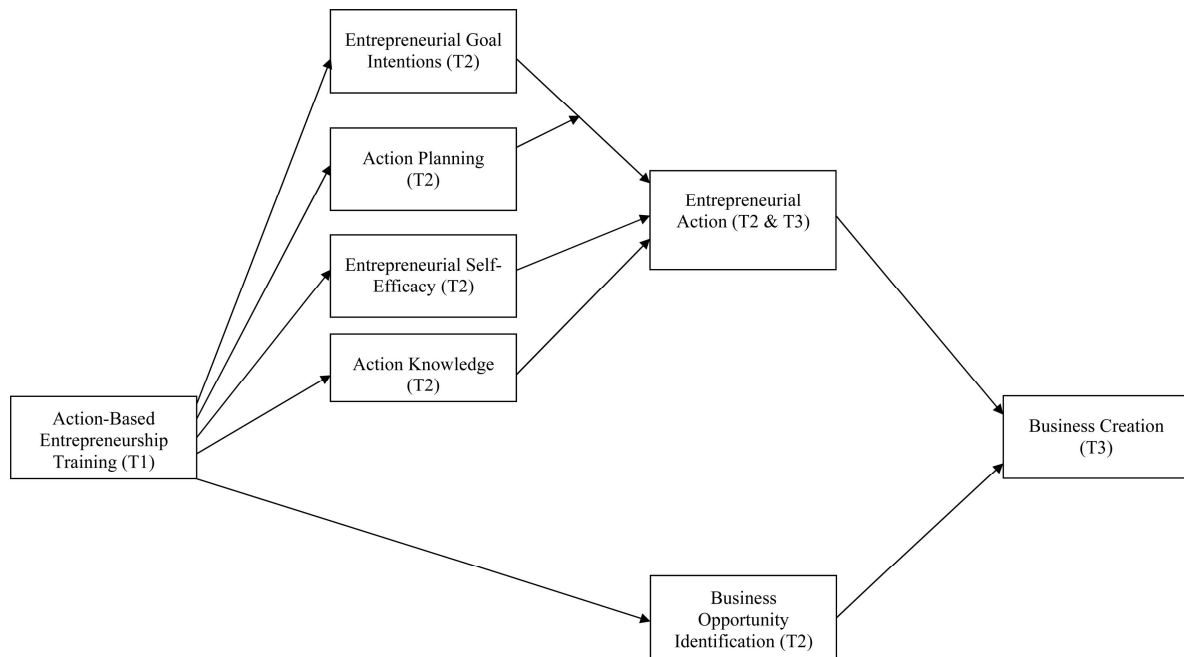 Entrepreneurial Goal
Intentions (T2)
Action Planning
(T2)
Entrepreneurial Self-
Efficacy (T2)
Action Knowledge
(T2)
Entrepreneurial
Action (T2 & T3)
Action-Based
Entrepreneurship
Training (T1)
Business Creation
(T3)
Business
Opportunity
Identification (T2)